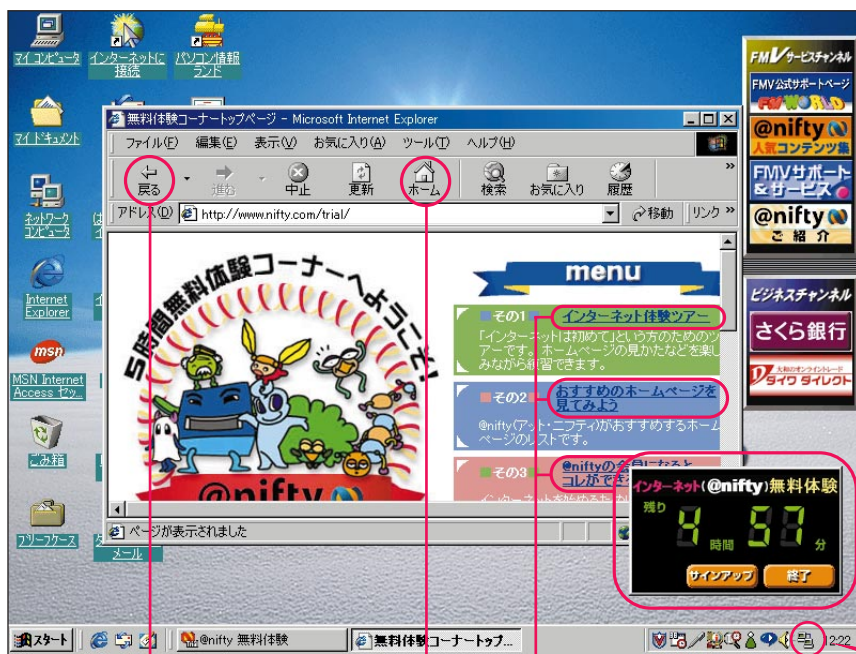 マイ コンピュータ
インターネットに
接続
パソコン情報
ランド
マイ ドキュメント
ネットワーク
コンピュータ
Internet
Explorer
MSN Internet
Access セッ...
ごみ箱
ブリーフケース
メール
無料体験コーナートップページ - Microsoft Internet Explorer
ファイル(F) 編集(E) 表示(V) お気に入り(A) ツール(T) ヘルプ(H)
戻る 進む 中止 更新 ホーム 検索 お気に入り 履歴 »
アドレス(D) http://www.nifty.com/trial/ 移動 リンク »
5時間無料体験コーナーへようこそ!
@nifty
menu
その1 インターネット体験ツアー
「インターネットは初めて」という方のためのツ
アーです。ホームページの見かたなどを楽し
みながら練習できます。
その2 おすすめのホームページを
見てみよう
@nifty(アット・ニフティ)がおすすめするホーム
ページのリストです。
その3 @niftyの会員になると
コレができ
ページが表示されました
FMVサービスチャンネル
FMV公式サポートページ
FMWORLD
@nifty
人気コンテンツ集
FMVサポート
&サービス
@nifty
ご紹介
ビジネスチャンネル
さくら銀行
大和のオンライントレード
ダイワ ダイレクト
インターネット(@nifty)無料体験
残り
4 時間 57 分
サインアップ 終了
スタート @nifty 無料体験 無料体験コーナートップ... 12:22
msn